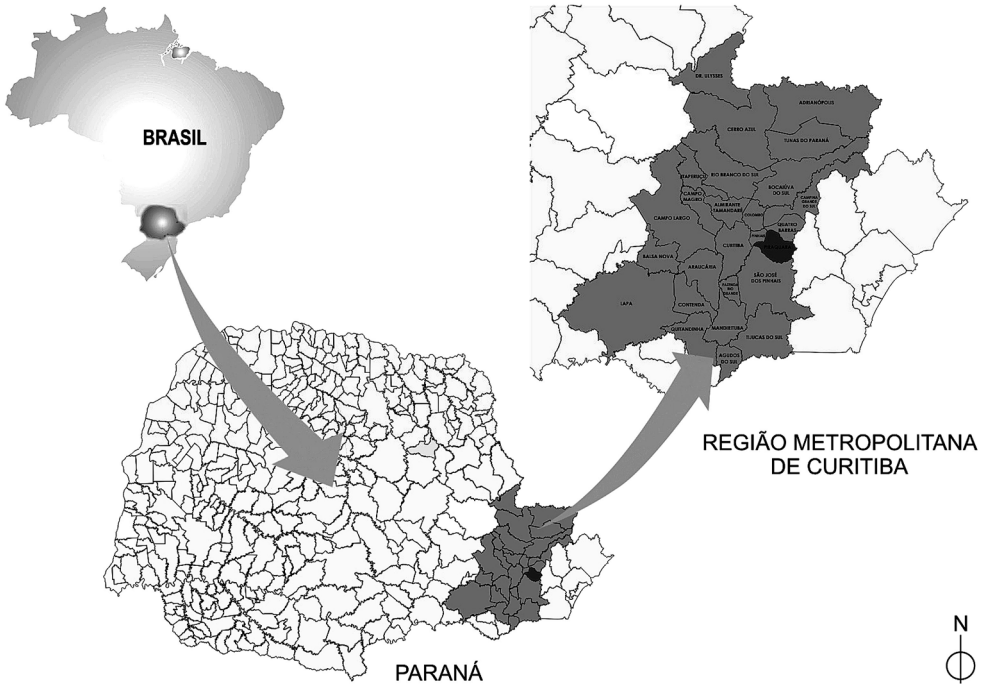 BRASIL
DR. ULYSSES
ADRIANÓPOLIS
CERRO AZUL
TUNAS DO PARANÁ
RIO BRANCO DO SUL
ITAPERUÇU
BOCAIÚVA
DO SUL
CAMPINA
GRANDE
DO SUL
CAMPO
MAGRO
ALMIRANTE
TAMANDARÉ
COLOMBO
CAMPO LARGO
QUATRO
BARRAS
CURITIBA
BALSA NOVA
ARAUCÁRIA
SÃO JOSÉ
DOS PINHAIS
FAZENDA
RIO
GRANDE
LAPA
CONTENDA
QUITANDINHA
MANDIRITUBA
TIJUCAS DO SUL
AGUDOS
DO SUL
REGIÃO METROPOLITANA
DE CURITIBA
PARANÁ
N